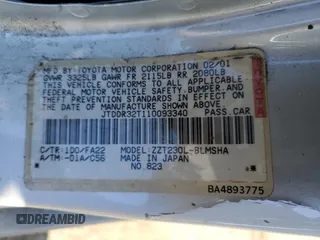 MFD BY TOYOTA MOTOR CORPORATION 02/01
GVWR 3325LB GAWR FR 2115LB RR 2080LB
THIS VEHICLE CONFORMS TO ALL APPLICABLE
FEDERAL MOTOR VEHICLE SAFETY, BUMPER, AND
THEFT PREVENTION STANDARDS IN EFFECT ON
THE DATE OF MANUFACTURE SHOWN ABOVE.
JTDDR32T110093340 PASS.CAR
C/TR:1D0/FA22 MODEL:ZZT230L-BLMSHA
A/TM -01A/C56 MADE IN JAPAN
NO.823
TOYOTA
BA4893775